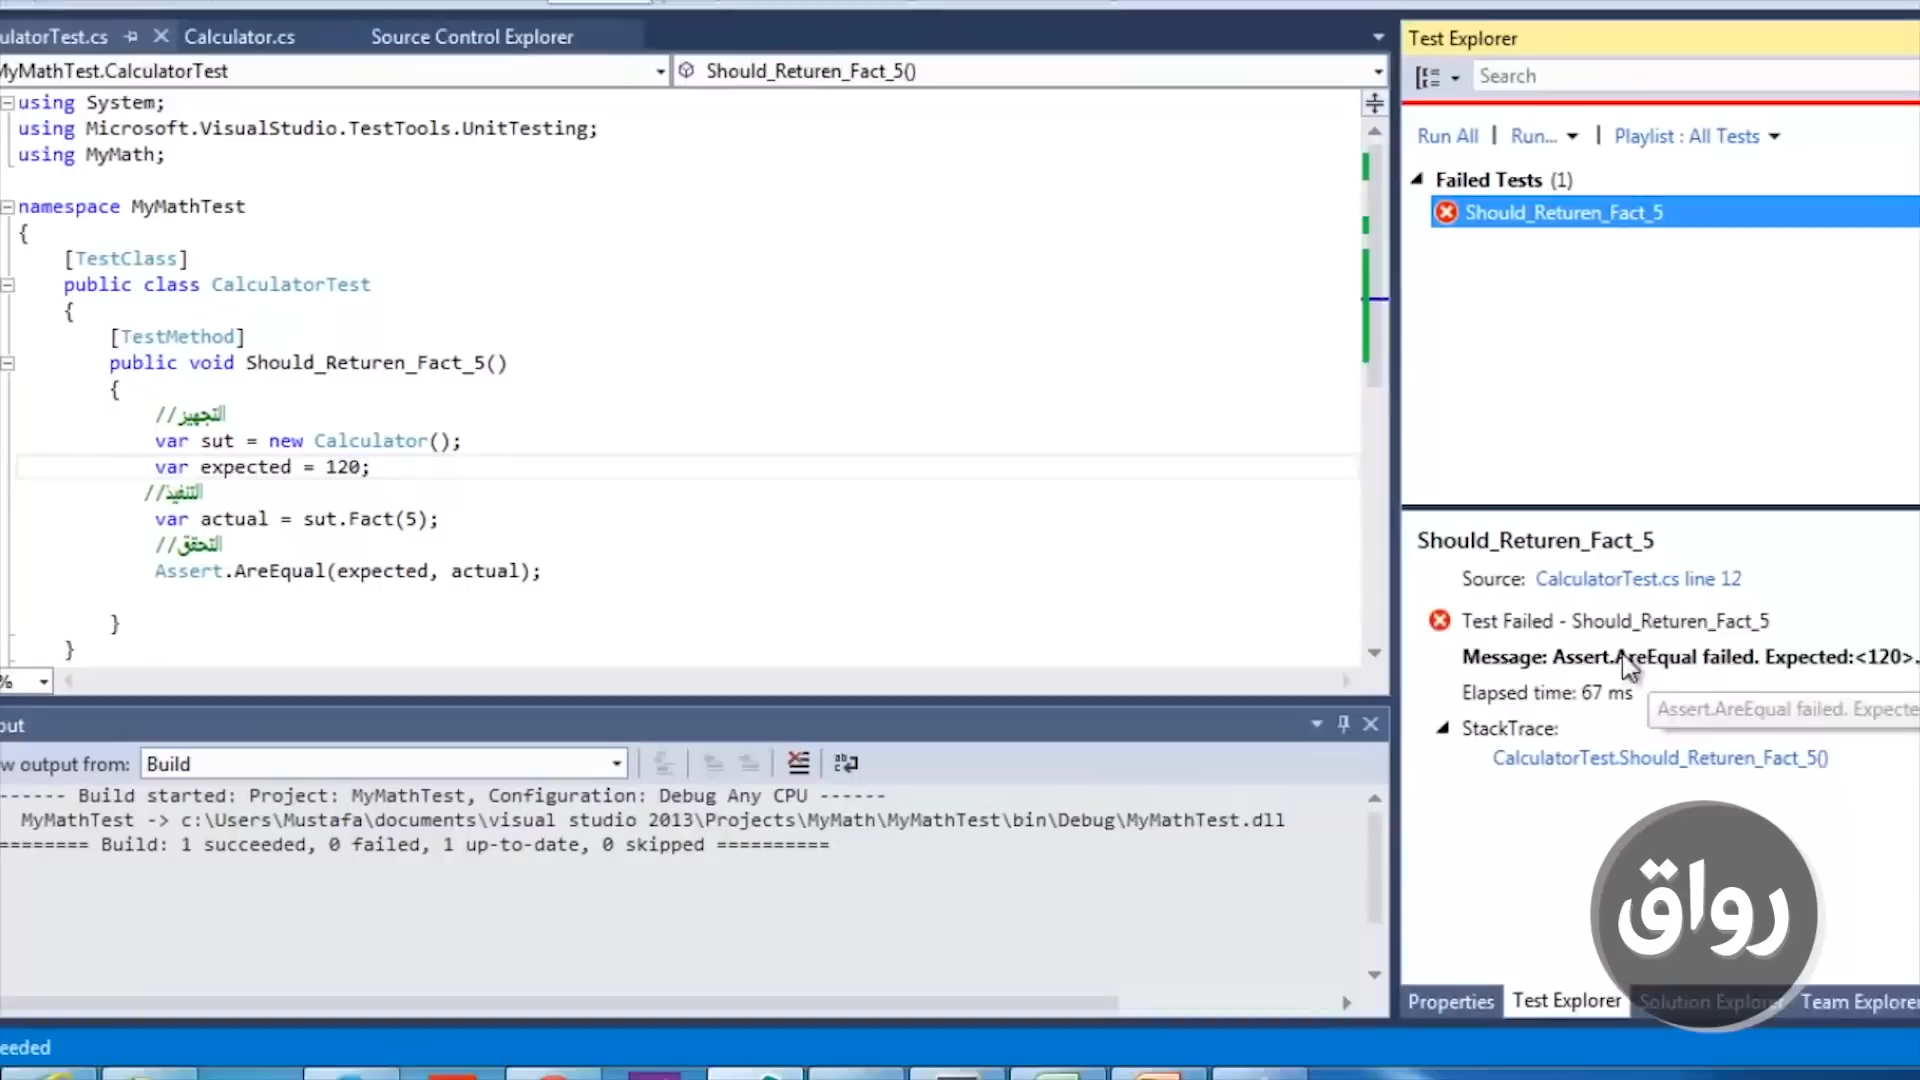 ulatorTest.cs
Calculator.cs
Source Control Explorer
MyMathTest.CalculatorTest
Should_Returen_Fact_5()
using System;
using Microsoft.VisualStudio.TestTools.UnitTesting;
using MyMath;
namespace MyMathTest
{
[TestClass]
public class CalculatorTest
{
[TestMethod]
public void Should_Returen_Fact_5()
{
//التجهيز
var sut = new Calculator();
var expected = 120;
//التنفيذ
var actual = sut.Fact(5);
//التحقق
Assert.AreEqual(expected, actual);
}
}
%
put
w output from:
Build
------ Build started: Project: MyMathTest, Configuration: Debug Any CPU ------
MyMathTest -> c:\Users\Mustafa\documents\visual studio 2013\Projects\MyMath\MyMathTest\bin\Debug\MyMathTest.dll
======== Build: 1 succeeded, 0 failed, 1 up-to-date, 0 skipped ==========
eeded
Test Explorer
Search
Run All | Run... | Playlist : All Tests
Failed Tests (1)
Should_Returen_Fact_5
Should_Returen_Fact_5
Source: CalculatorTest.cs line 12
Test Failed - Should_Returen_Fact_5
Message: Assert.AreEqual failed. Expected:<120>.
Elapsed time: 67 ms
Assert.AreEqual failed. Expecte
StackTrace:
CalculatorTest.Should_Returen_Fact_5()
رواق
Properties
Test Explorer
Solution Explorer
Team Explorer